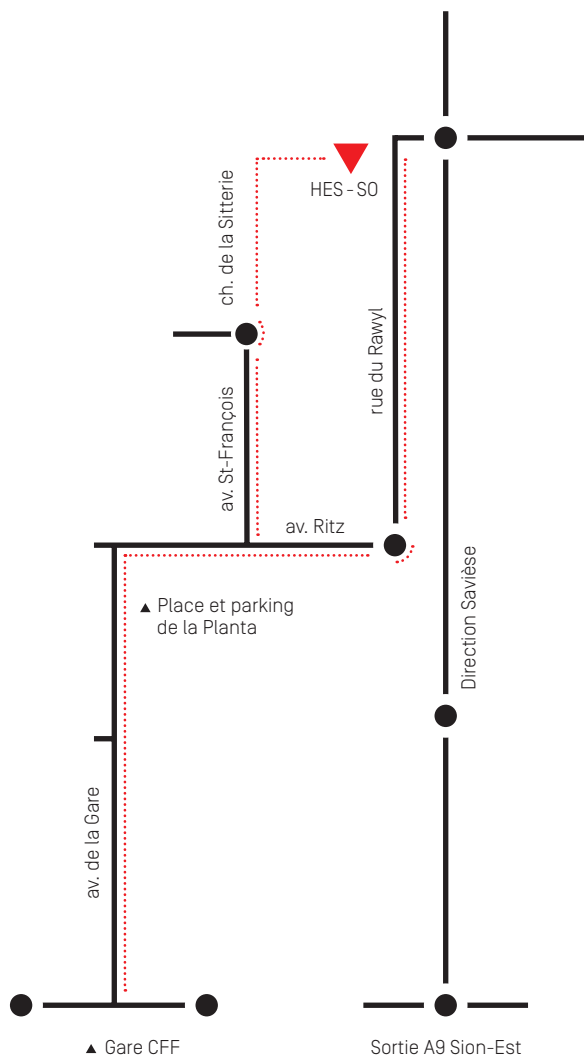 HES - SO
ch. de la Sitterie
rue du Rawyl
av. St-François
av. Ritz
▲ Place et parking
de la Planta
Direction Savièse
av. de la Gare
▲ Gare CFF
Sortie A9 Sion-Est